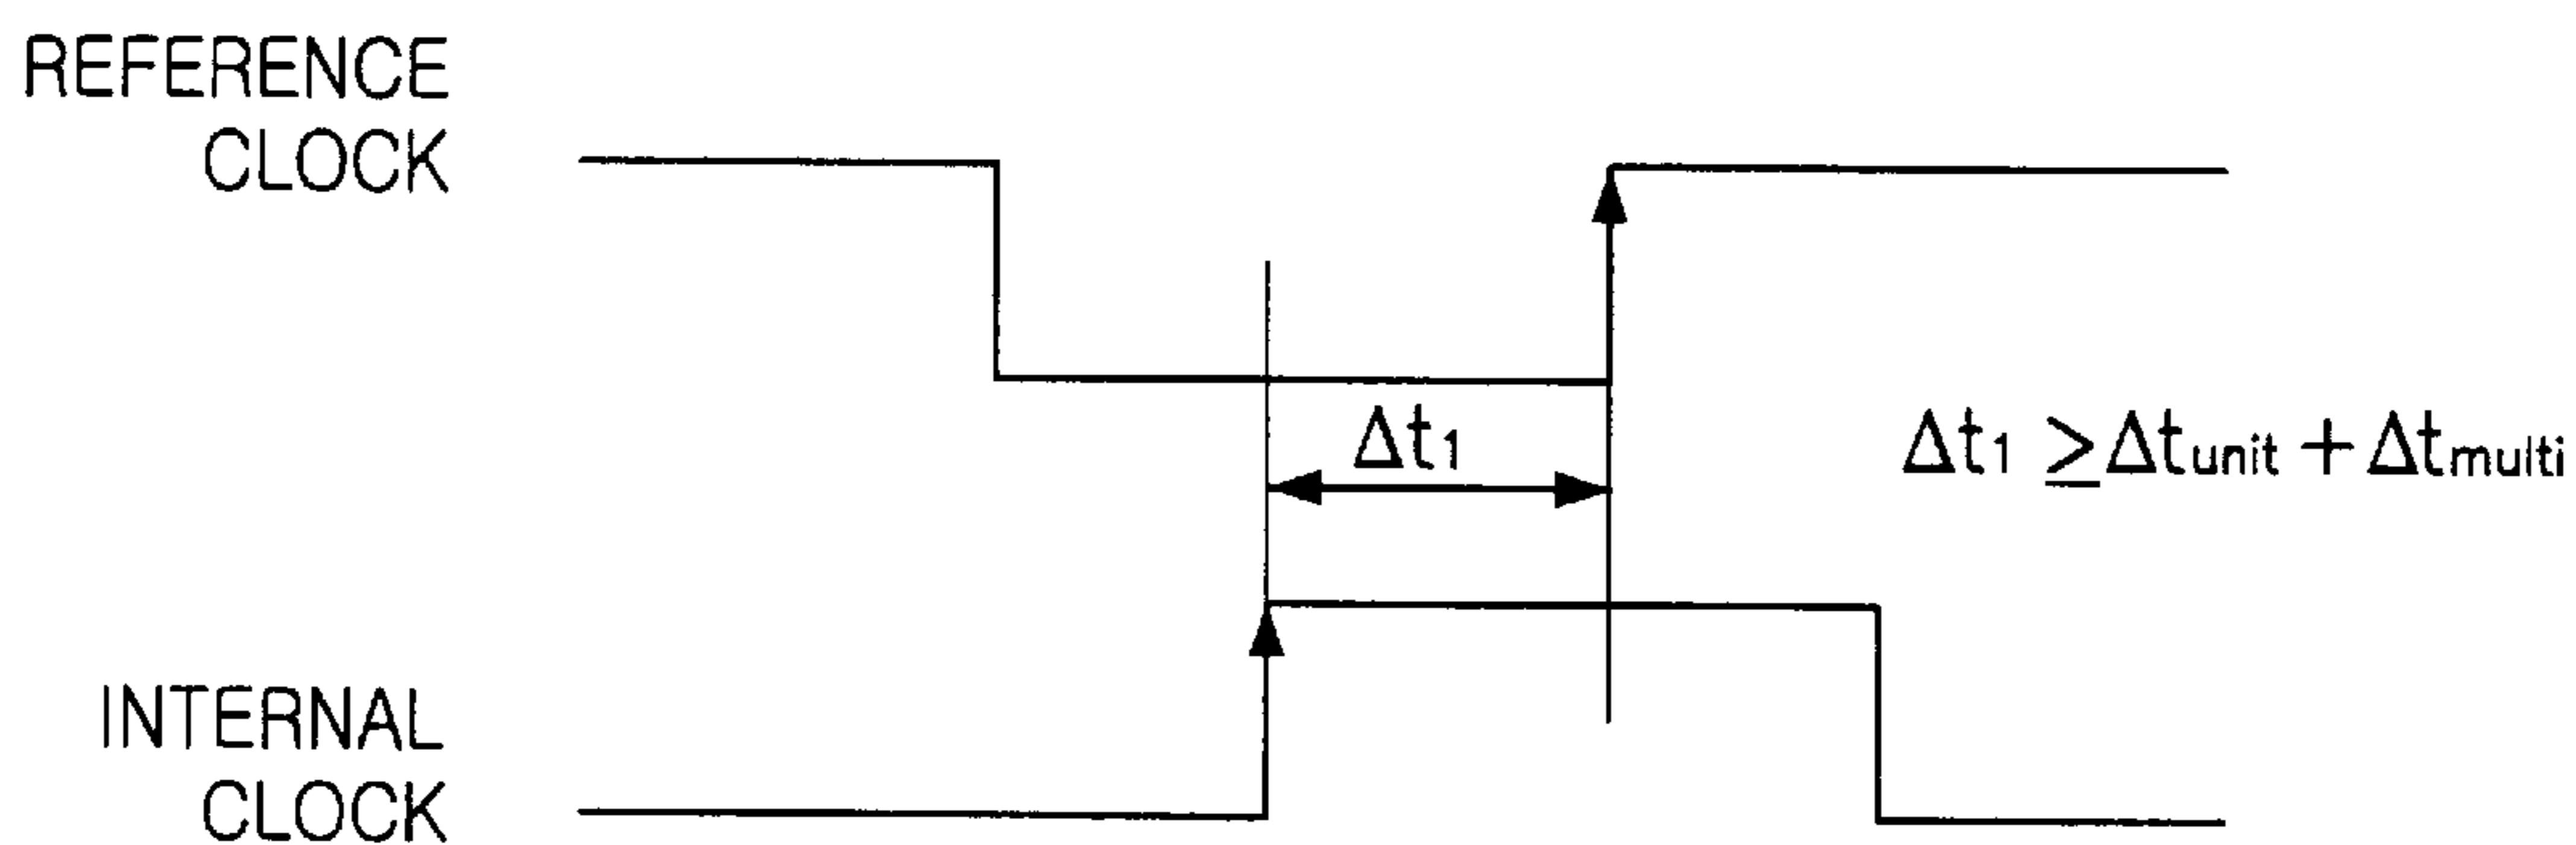 REFERENCE
CLOCK
Δt1
Δt1 ≥ Δtunit + Δtmulti
INTERNAL
CLOCK